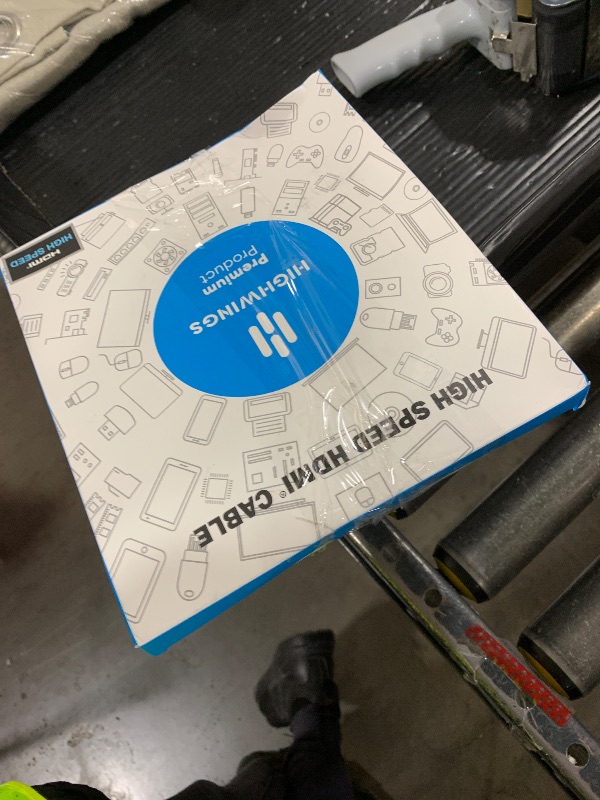 HIGH SPEED HDMI® CABLE
HIGHWINGS
Premium
Product
HDMI
HIGH SPEED